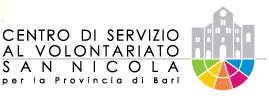 CENTRO DI SERVIZIO
AL VOLONTARIATO
SAN NICOLA
per la Provincia di Bari